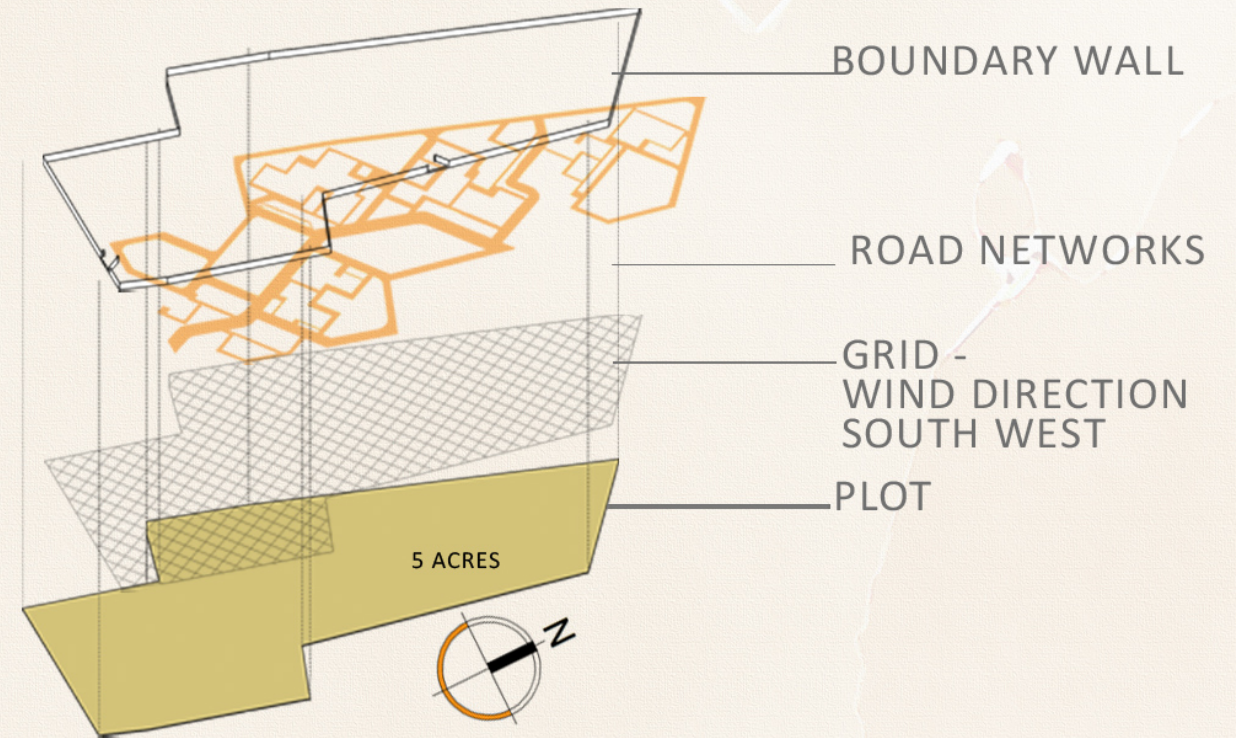 BOUNDARY WALL
ROAD NETWORKS
GRID -
WIND DIRECTION
SOUTH WEST
PLOT
5 ACRES
N